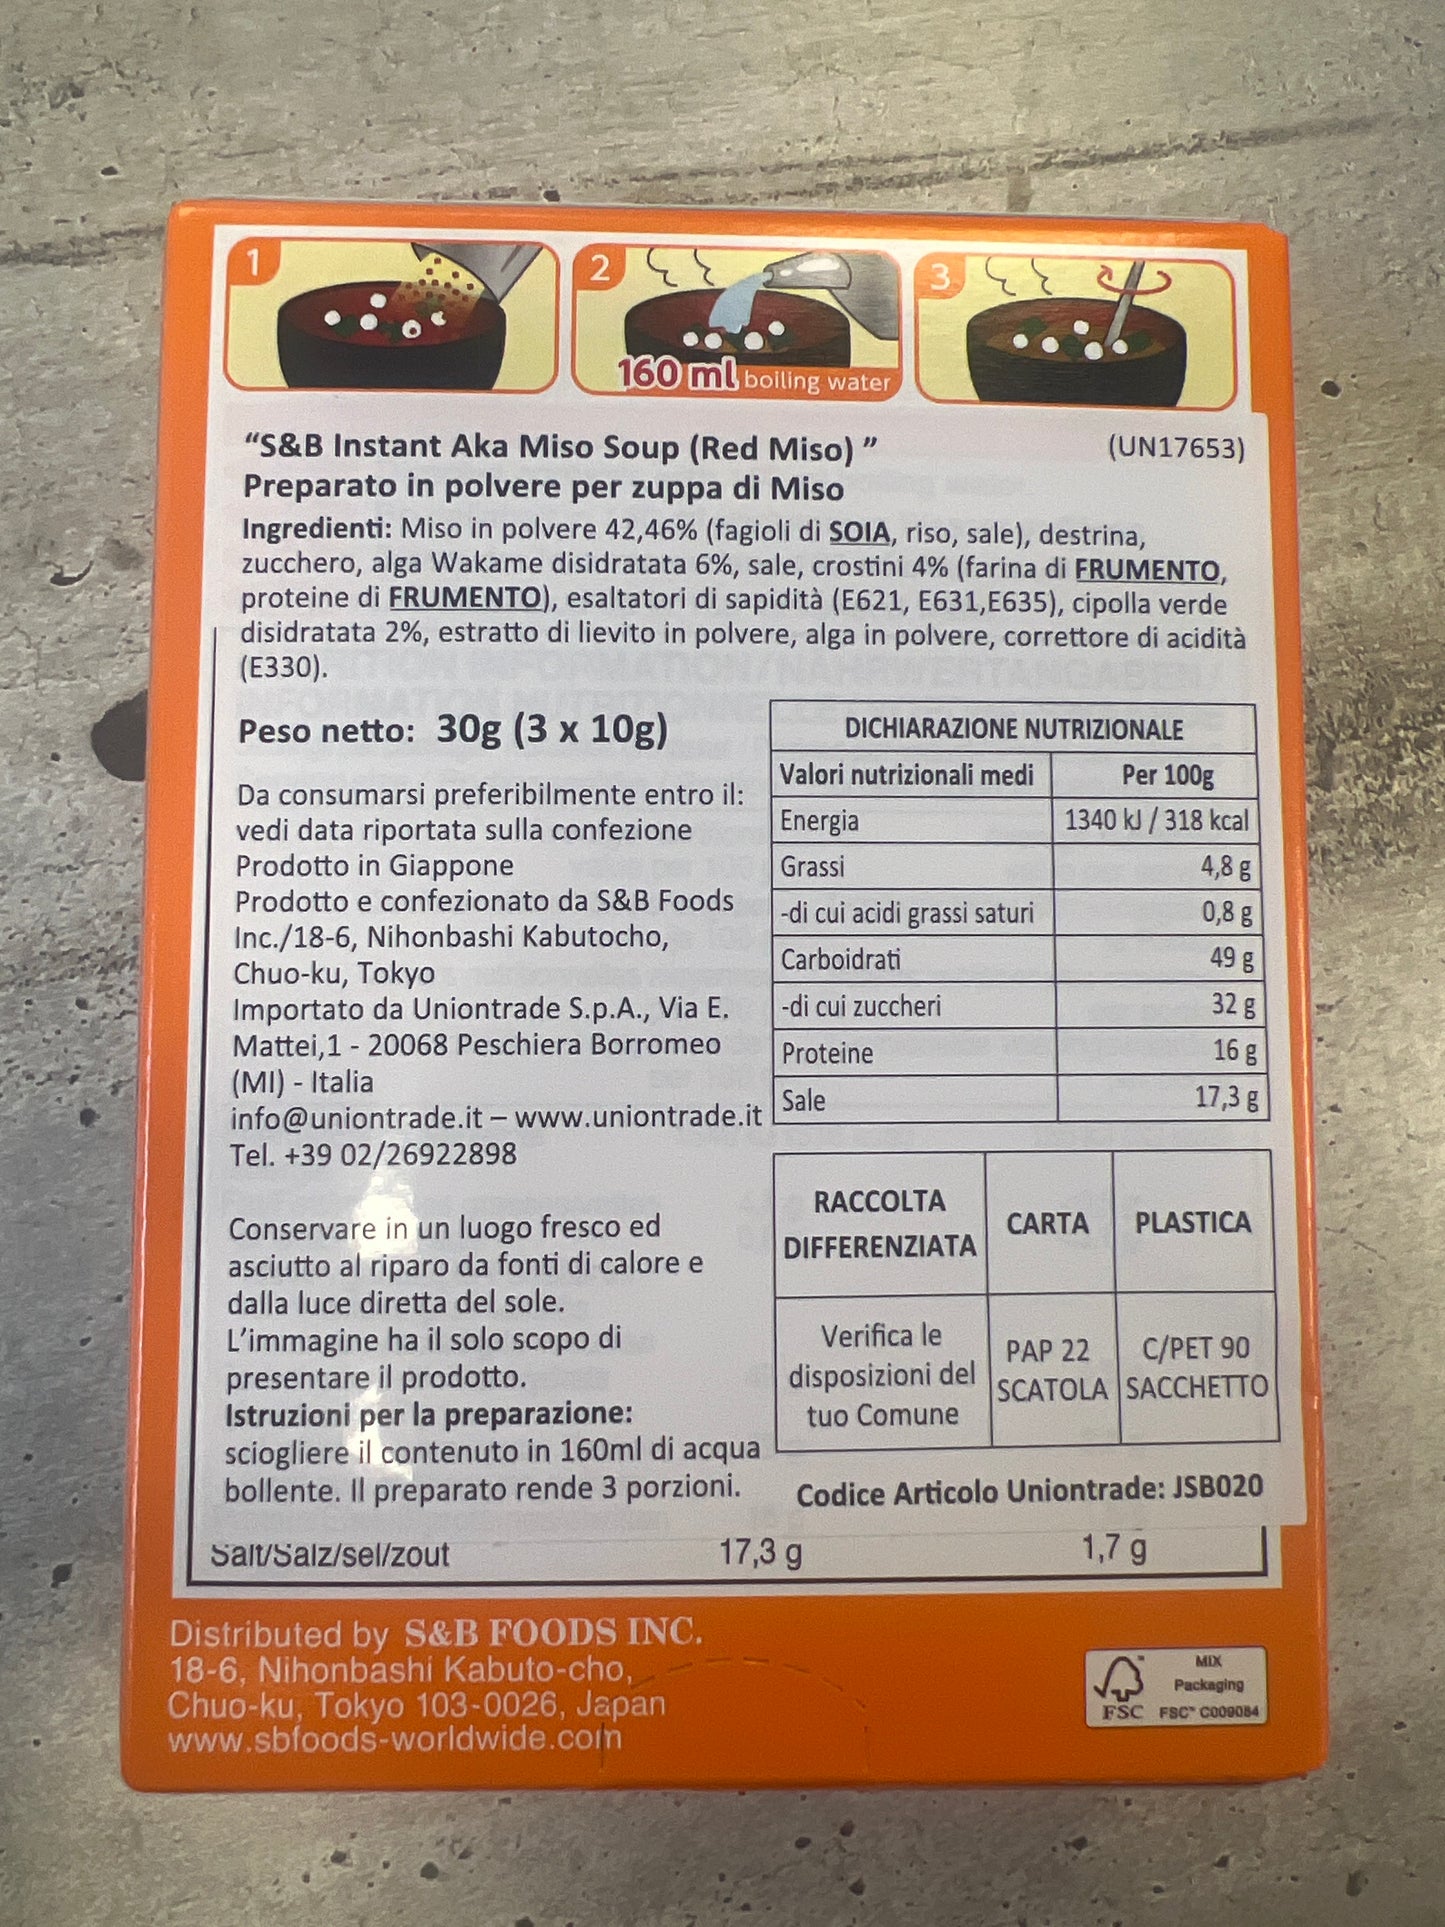 1
2
160 ml boiling water
3
“S&B Instant Aka Miso Soup (Red Miso) ” (UN17653)
Preparato in polvere per zuppa di Miso
Ingredienti: Miso in polvere 42,46% (fagioli di SOIA, riso, sale), destrina,
zucchero, alga Wakame disidratata 6%, sale, crostini 4% (farina di FRUMENTO,
proteine di FRUMENTO), esaltatori di sapidità (E621, E631,E635), cipolla verde
disidratata 2%, estratto di lievito in polvere, alga in polvere, correttore di acidità
(E330).
Peso netto: 30g (3 x 10g)
Da consumarsi preferibilmente entro il:
vedi data riportata sulla confezione
Prodotto in Giappone
Prodotto e confezionato da S&B Foods
Inc./18-6, Nihonbashi Kabutocho,
Chuo-ku, Tokyo
Importato da Uniontrade S.p.A., Via E.
Mattei,1 - 20068 Peschiera Borromeo
(MI) - Italia
info@uniontrade.it – www.uniontrade.it
Tel. +39 02/26922898
Conservare in un luogo fresco ed
asciutto al riparo da fonti di calore e
dalla luce diretta del sole.
L’immagine ha il solo scopo di
presentare il prodotto.
Istruzioni per la preparazione:
sciogliere il contenuto in 160ml di acqua
bollente. Il preparato rende 3 porzioni.
DICHIARAZIONE NUTRIZIONALE
Valori nutrizionali medi Per 100g
Energia 1340 kJ / 318 kcal
Grassi 4,8 g
-di cui acidi grassi saturi 0,8 g
Carboidrati 49 g
-di cui zuccheri 32 g
Proteine 16 g
Sale 17,3 g
RACCOLTA
DIFFERENZIATA
CARTA
PLASTICA
Verifica le
disposizioni del
tuo Comune
PAP 22
SCATOLA
C/PET 90
SACCHETTO
Codice Articolo Uniontrade: JSB020
Salt/Salz/sel/zout 17,3 g 1,7 g
Distributed by S&B FOODS INC.
18-6, Nihonbashi Kabuto-cho,
Chuo-ku, Tokyo 103-0026, Japan
www.sbfoods-worldwide.com
MIX
Packaging
FSC FSC™ C009084